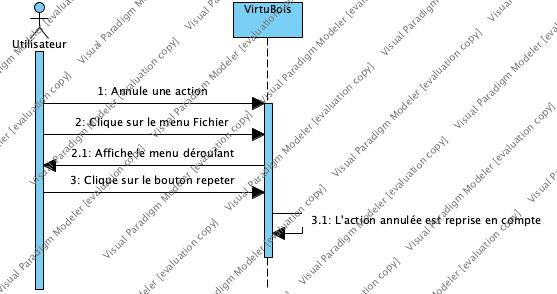 VirtuBois
Utilisateur
1: Annule une action
2: Clique sur le menu Fichier
2.1: Affiche le menu déroulant
3: Clique sur le bouton repeter
3.1: L'action annulée est reprise en compte
Visual Paradigm Modeler [evaluation copy]